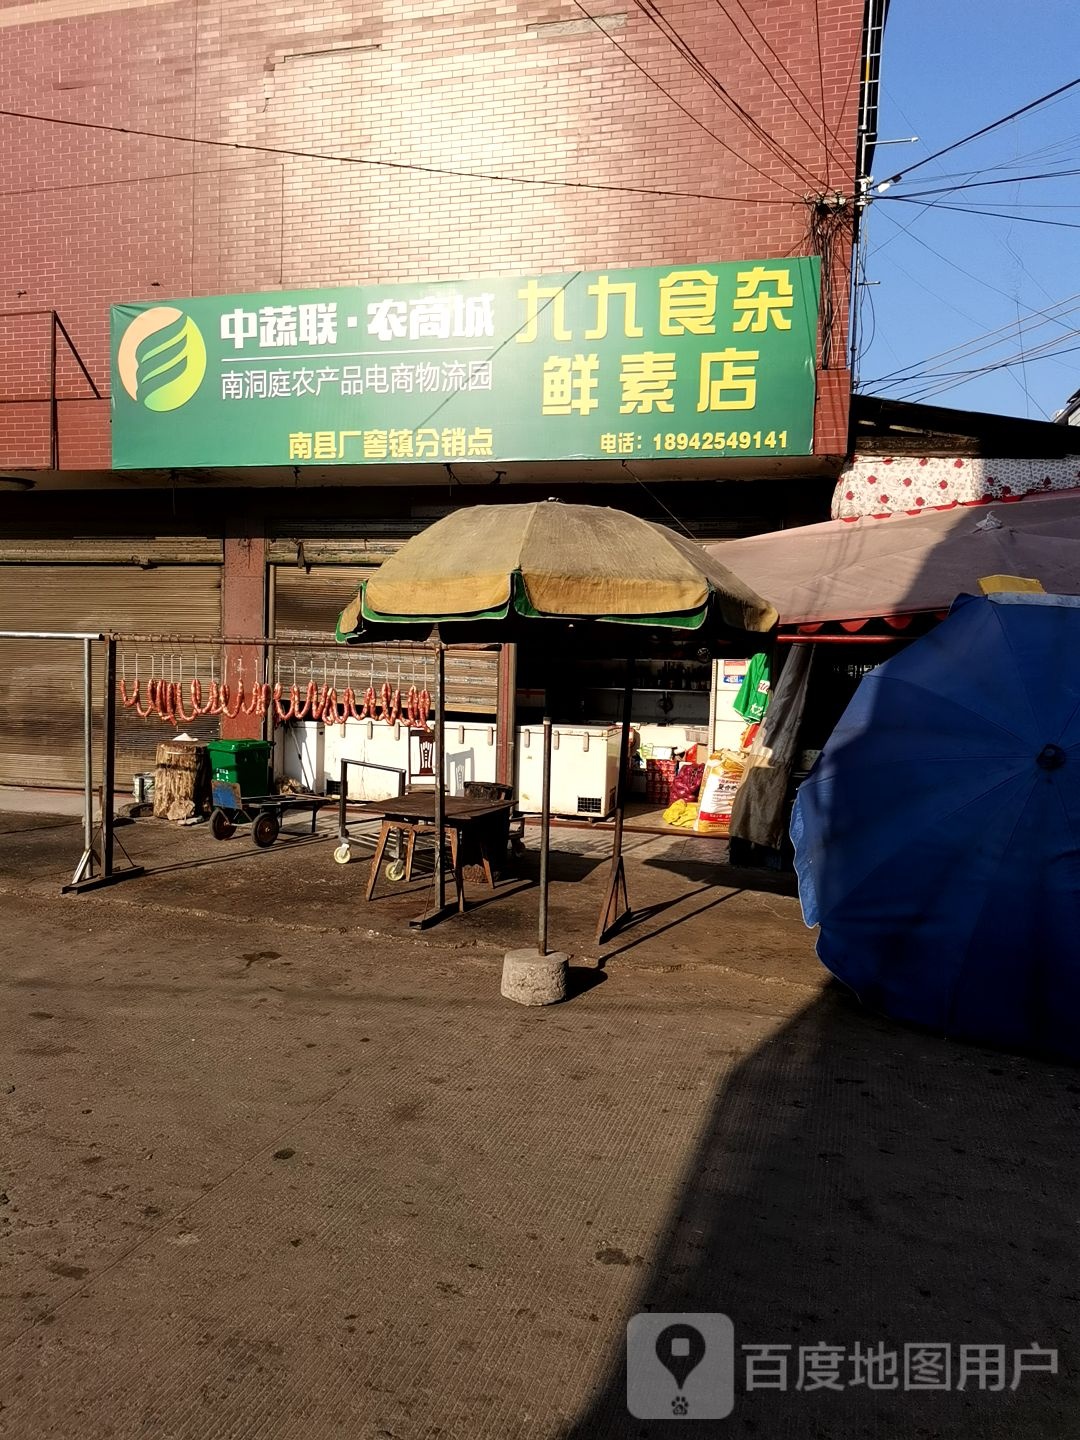 中蔬联·农商城
南洞庭农产品电商物流园
南县厂窖镇分销点
九九食杂
鲜素店
电话：18942549141
百度地图用户